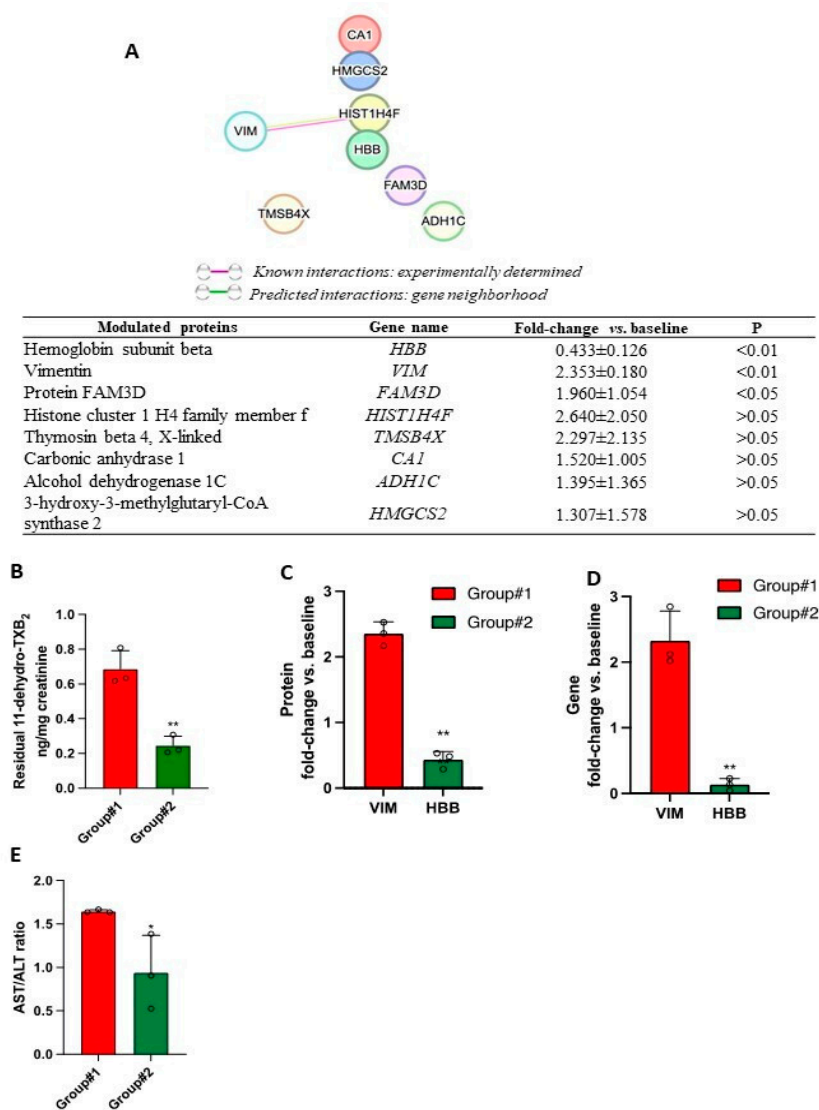 A
CA1
HMGCS2
HIST1H4F
VIM
HBB
FAM3D
TMSB4X
ADH1C
Known interactions: experimentally determined
Predicted interactions: gene neighborhood
Modulated proteins Gene name Fold-change vs. baseline P
Hemoglobin subunit beta HBB 0.433±0.126 <0.01
Vimentin VIM 2.353±0.180 <0.01
Protein FAM3D FAM3D 1.960±1.054 <0.05
Histone cluster 1 H4 family member f HIST1H4F 2.640±2.050 >0.05
Thymosin beta 4, X-linked TMSB4X 2.297±2.135 >0.05
Carbonic anhydrase 1 CA1 1.520±1.005 >0.05
Alcohol dehydrogenase 1C ADH1C 1.395±1.365 >0.05
3-hydroxy-3-methylglutaryl-CoA
synthase 2 HMGCS2 1.307±1.578 >0.05
B
Residual 11-dehydro-TXB2
ng/mg creatinine
1.0
0.8
0.6
0.4
0.2
0.0
**
Group#1
Group#2
C
Protein
fold-change vs. baseline
3
2
1
0
Group#1
Group#2
**
VIM HBB
D
Gene
fold-change vs. baseline
3
2
1
0
Group#1
Group#2
**
VIM HBB
E
AST/ALT ratio
2.0
1.5
1.0
0.5
0.0
*
Group#1
Group#2